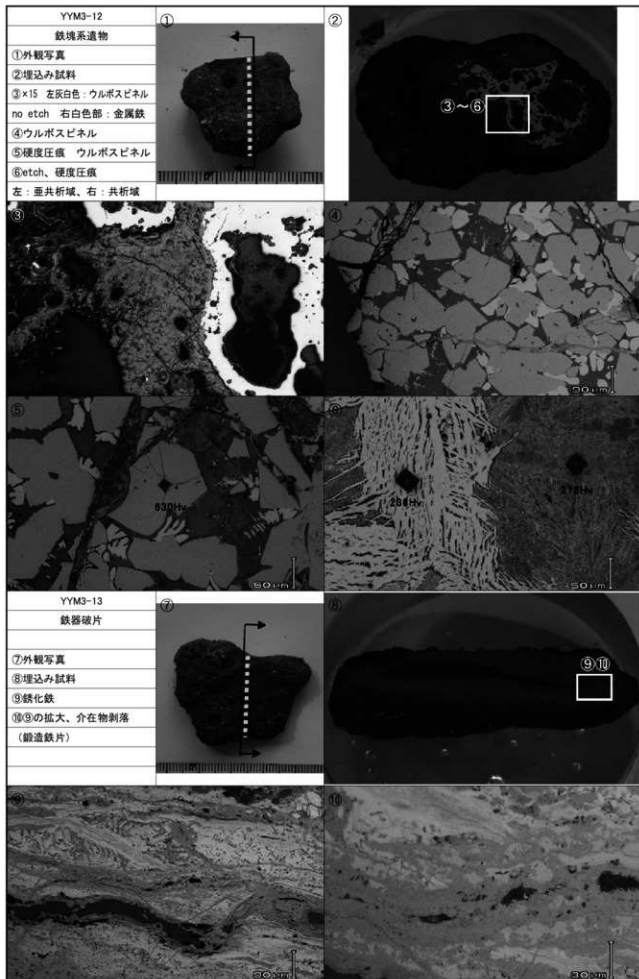 YYM3-12
鉄塊系遺物
①外観写真
②埋込み試料
③×15 左灰白色:ウルボスピネル
no etch 右白色部:金属鉄
④ウルボスピネル
⑤硬度圧痕 ウルボスピネル
⑥etch、硬度圧痕
左:亜共析域、右:共析域
①
②
③~⑥
③
④
⑤
630Hv
50μm
50μm
YYM3-13
鉄器破片
⑦外観写真
⑧埋込み試料
⑨銹化鉄
⑩⑨の拡大、介在物剥落
(鍛造鉄片)
⑦
⑧
⑨⑩
⑨
⑩